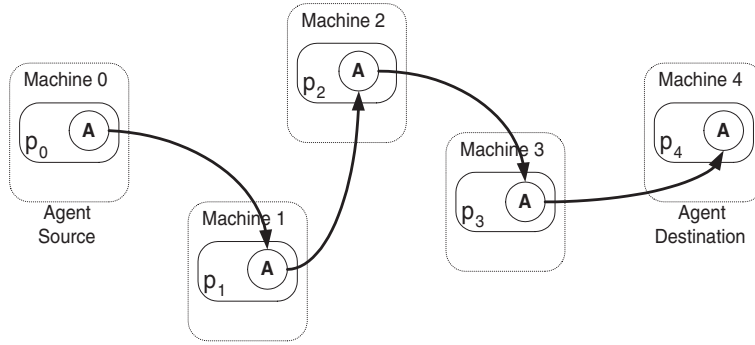 Machine 0
p0
A
Agent
Source
Machine 1
p1
A
Machine 2
p2
A
Machine 3
p3
A
Machine 4
p4
A
Agent
Destination